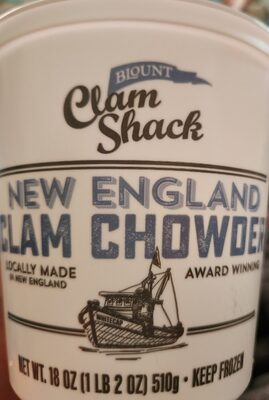 BLOUNT
Clam
Shack
NEW ENGLAND
CLAM CHOWDER
LOCALLY MADE
IN NEW ENGLAND
AWARD WINNING
WHITECAP
NET WT. 18 OZ (1 LB 2 OZ) 510g • KEEP FROZEN